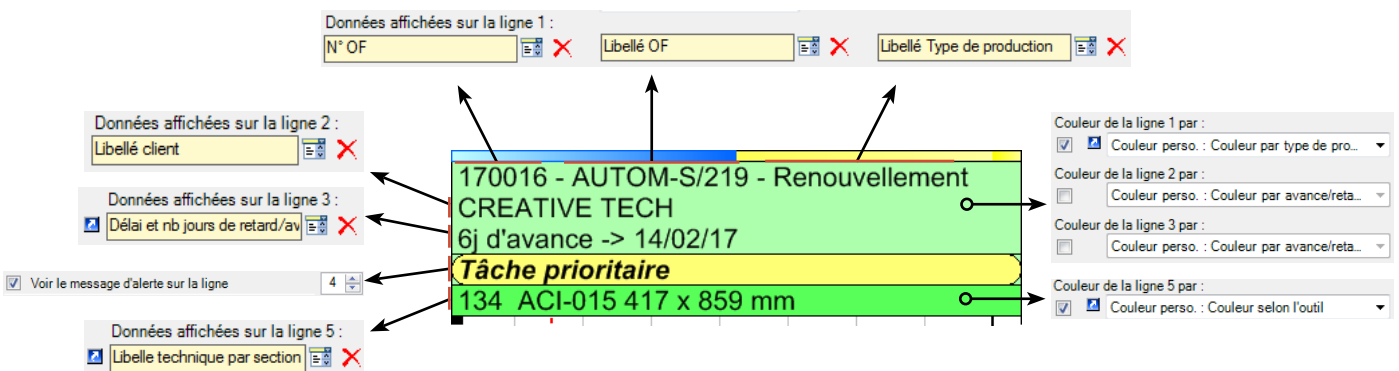 Données affichées sur la ligne 1 :
N° OF
Libellé OF
Libellé Type de production
Données affichées sur la ligne 2 :
Libellé client
Données affichées sur la ligne 3 :
Délai et nb jours de retard/av
Voir le message d'alerte sur la ligne 4
Données affichées sur la ligne 5 :
Libelle technique par section
170016 - AUTOM-S/219 - Renouvellement
CREATIVE TECH
6j d'avance -> 14/02/17
Tâche prioritaire
134 ACI-015 417 x 859 mm
Couleur de la ligne 1 par :
Couleur perso. : Couleur par type de pro...
Couleur de la ligne 2 par :
Couleur perso. : Couleur par avance/reta...
Couleur de la ligne 3 par :
Couleur perso. : Couleur par avance/reta...
Couleur de la ligne 5 par :
Couleur perso. : Couleur selon l'outil